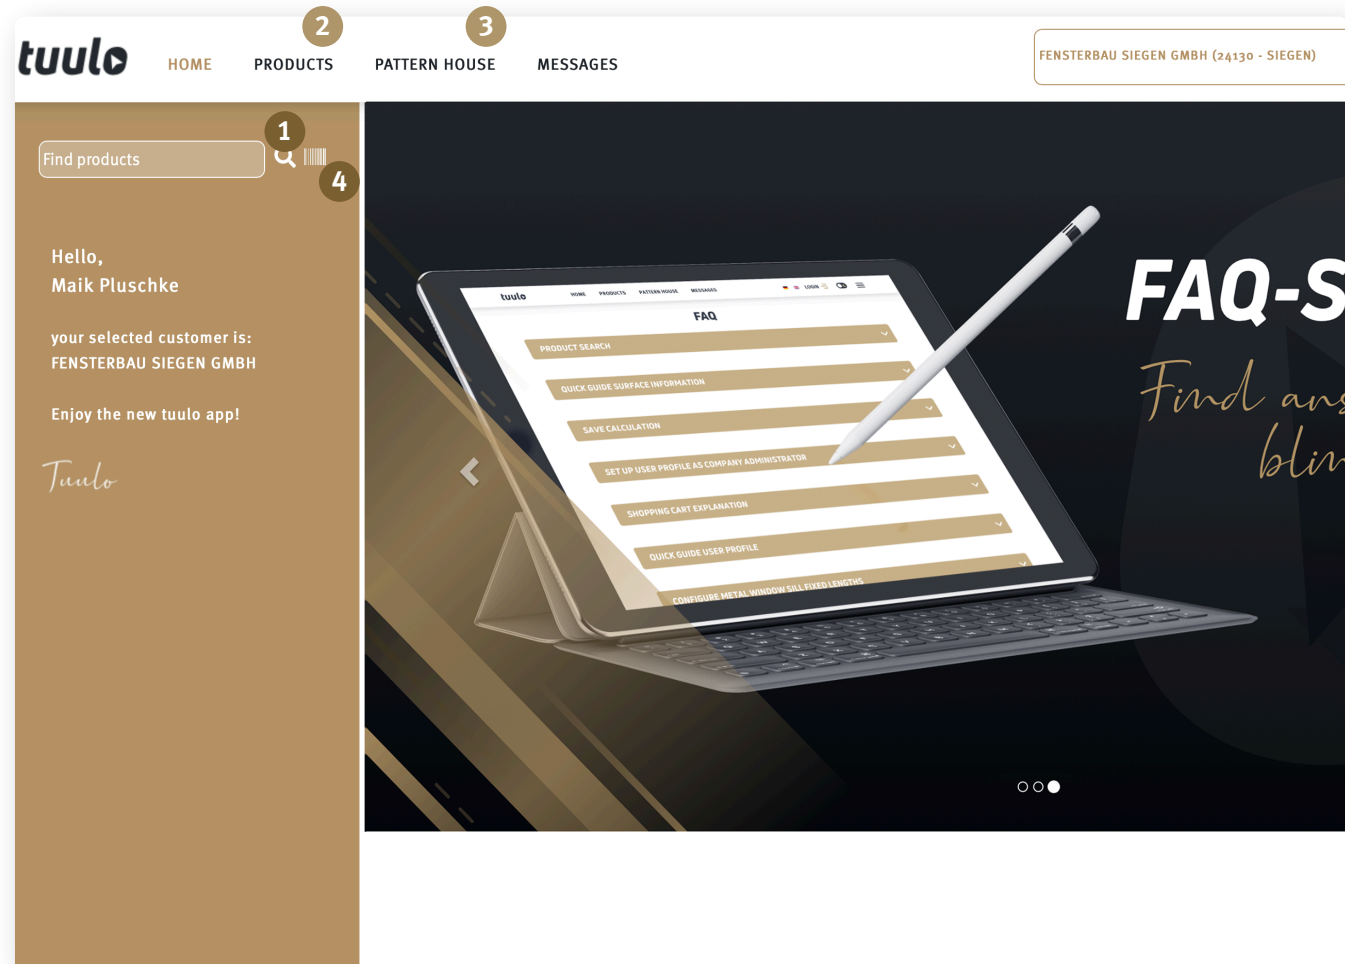 2
3
tuulo
HOME
PRODUCTS
PATTERN HOUSE
MESSAGES
FENSTERBAU SIEGEN GMBH (24130 - SIEGEN)
1
Find products
4
Hello,
Maik Pluschke
your selected customer is:
FENSTERBAU SIEGEN GMBH
Enjoy the new tuulo app!
Tuulo
tuulo
HOME
PRODUCTS
PATTERN HOUSE
MESSAGES
LOGIN
FAQ
PRODUCT SEARCH
QUICK GUIDE SURFACE INFORMATION
SAVE CALCULATION
SET UP USER PROFILE AS COMPANY ADMINISTRATOR
SHOPPING CART EXPLANATION
QUICK GUIDE USER PROFILE
CONFIGURE METAL WINDOW SILL FIXED LENGTHS
FAQ-S
Find ans
blin